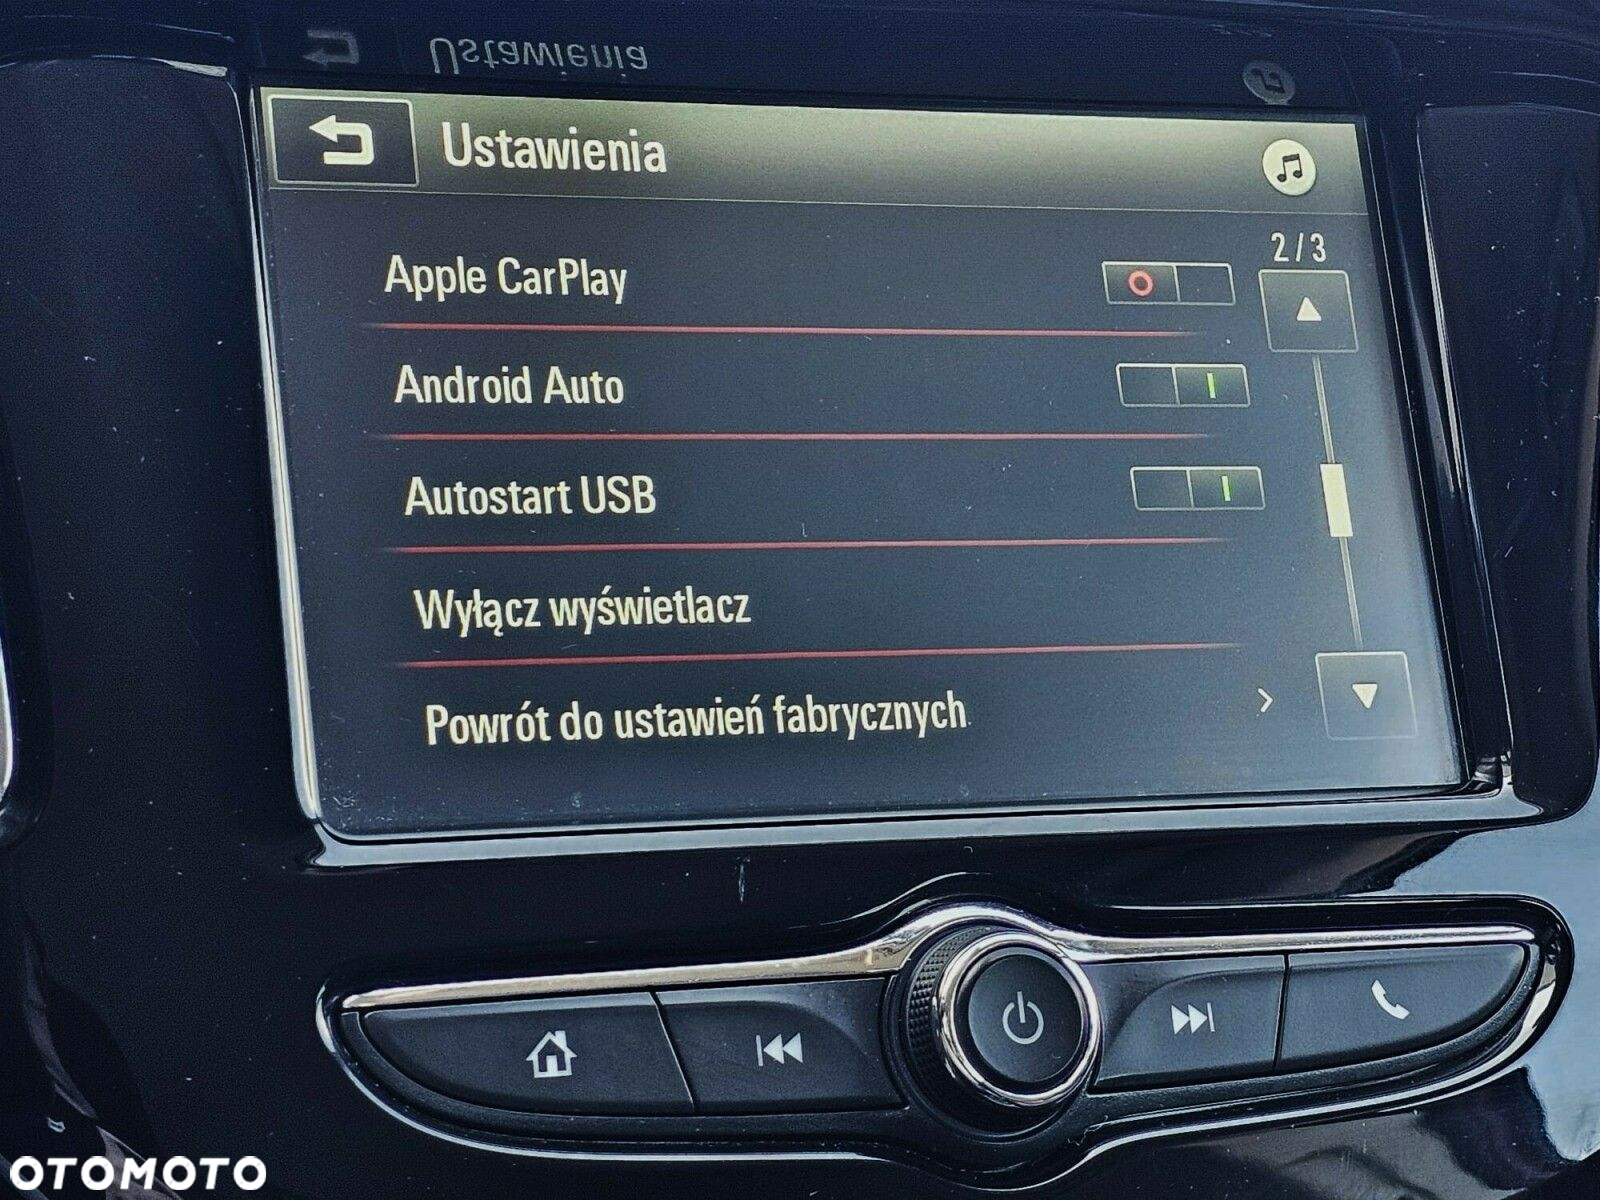 Ustawienia
Ustawienia
2/3
Apple CarPlay
Android Auto
Autostart USB
Wyłącz wyświetlacz
Powrót do ustawień fabrycznych
OTOMOTO